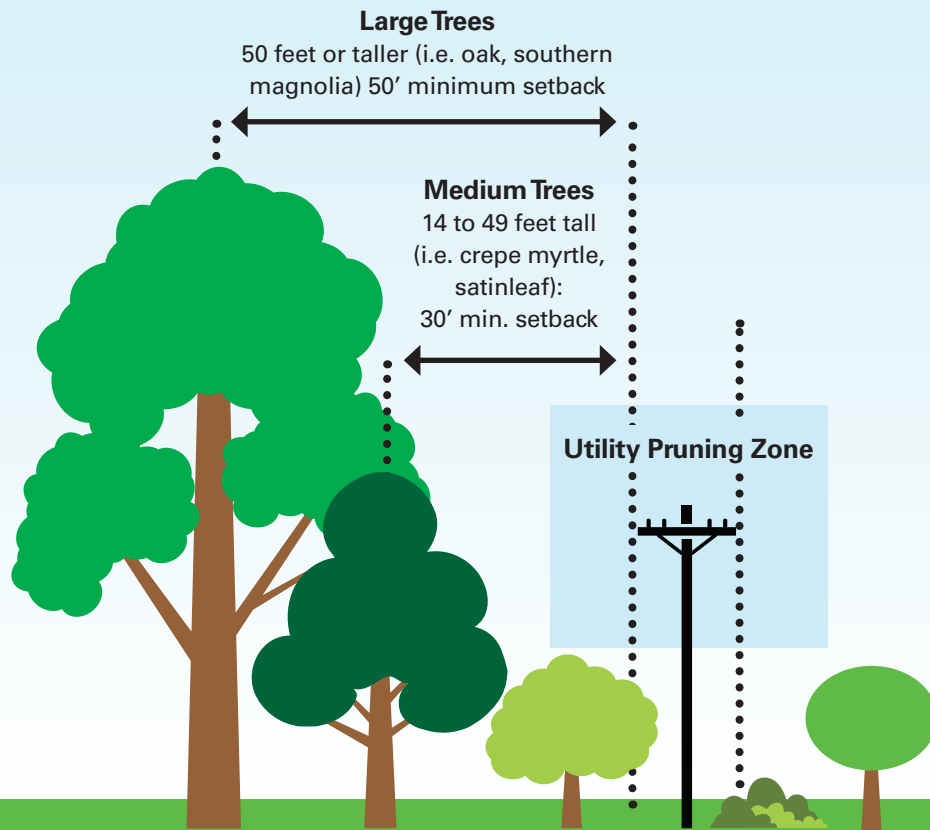 Large Trees
50 feet or taller (i.e. oak, southern
magnolia) 50' minimum setback
Medium Trees
14 to 49 feet tall
(i.e. crepe myrtle,
satinleaf):
30' min. setback
Utility Pruning Zone